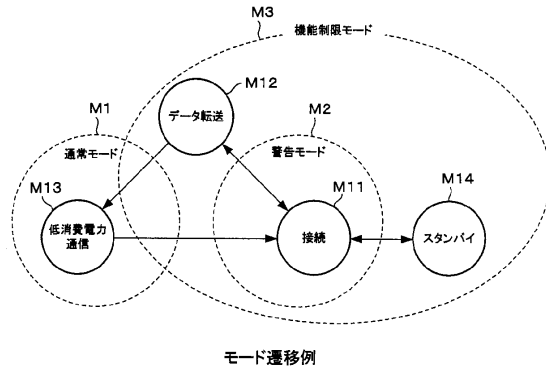 M3
機能制限モード
M12
データ転送
M1
通常モード
M2
警告モード
M13
低消費電力
通信
M11
接続
M14
スタンバイ
モード遷移例